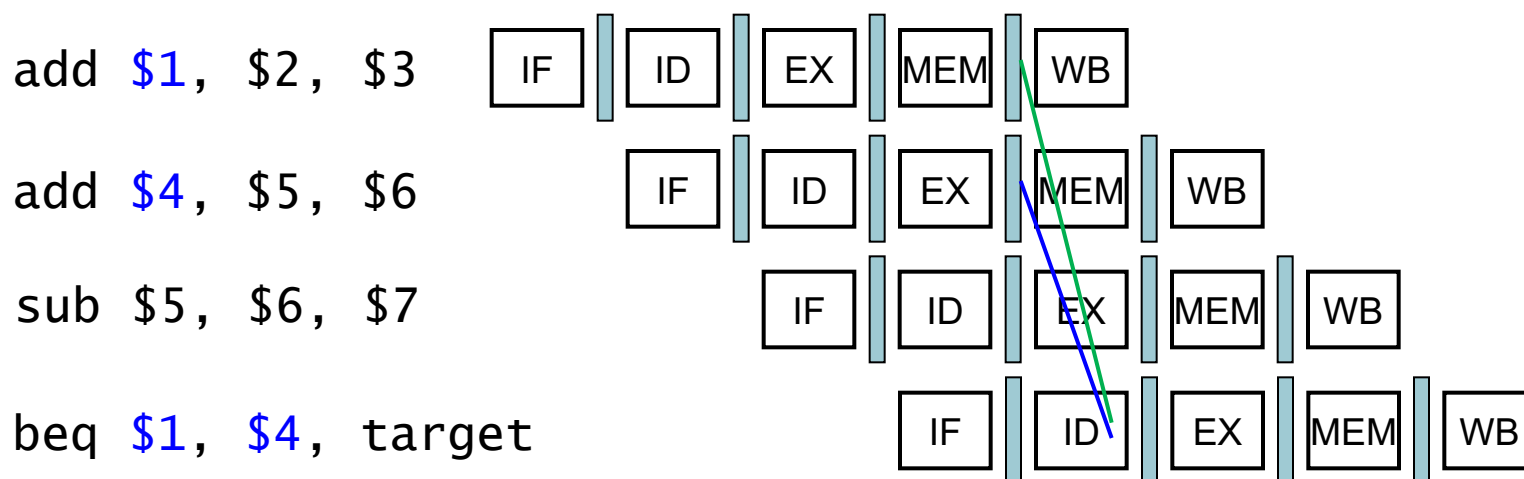 add $1, $2, $3 IF ID EX MEM WB
add $4, $5, $6 IF ID EX MEM WB
sub $5, $6, $7 IF ID EX MEM WB
beq $1, $4, target IF ID EX MEM WB